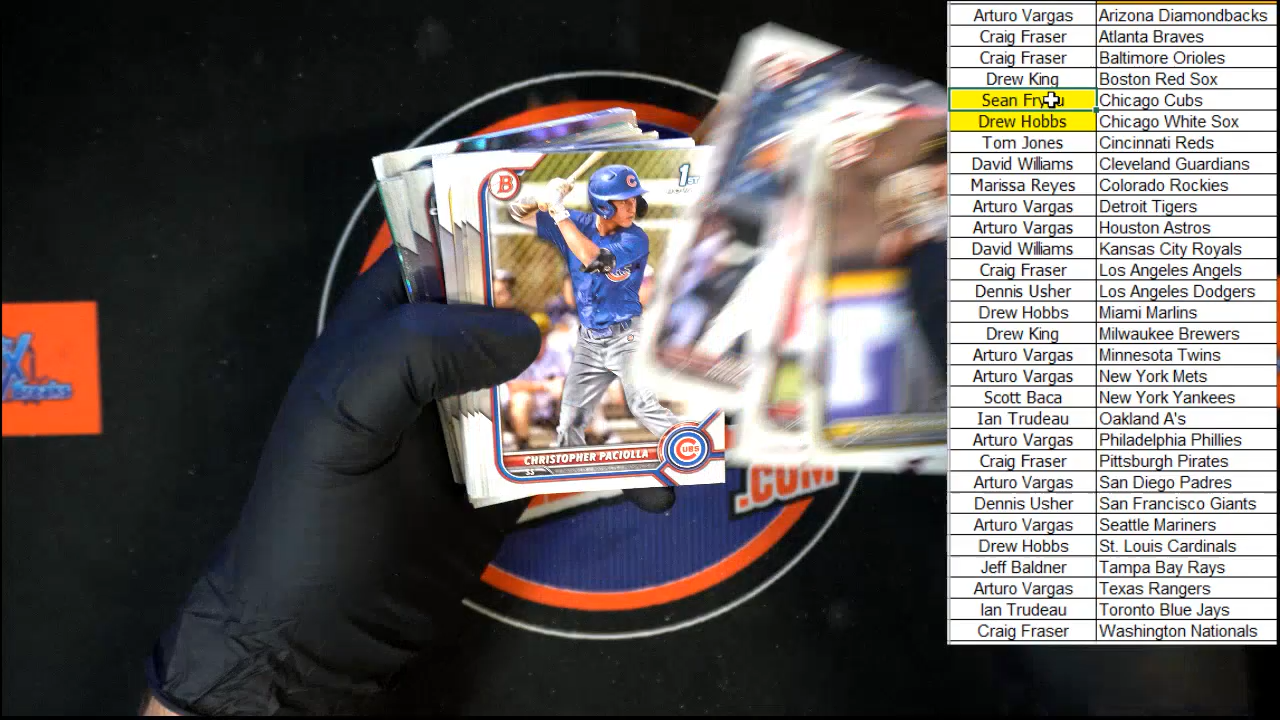 Arturo Vargas Arizona Diamondbacks
Craig Fraser Atlanta Braves
Craig Fraser Baltimore Orioles
Drew King Boston Red Sox
Sean Chicago Cubs
Drew Hobbs Chicago White Sox
Tom Jones Cincinnati Reds
David Williams Cleveland Guardians
Marissa Reyes Colorado Rockies
Arturo Vargas Detroit Tigers
Arturo Vargas Houston Astros
David Williams Kansas City Royals
Craig Fraser Los Angeles Angels
Dennis Usher Los Angeles Dodgers
Drew Hobbs Miami Marlins
Drew King Milwaukee Brewers
Arturo Vargas Minnesota Twins
Arturo Vargas New York Mets
Scott Baca New York Yankees
Ian Trudeau Oakland A's
Arturo Vargas Philadelphia Phillies
Craig Fraser Pittsburgh Pirates
Arturo Vargas San Diego Padres
Dennis Usher San Francisco Giants
Arturo Vargas Seattle Mariners
Drew Hobbs St. Louis Cardinals
Jeff Baldner Tampa Bay Rays
Arturo Vargas Texas Rangers
Ian Trudeau Toronto Blue Jays
Craig Fraser Washington Nationals
B
1ST
C
CHRISTOPHER PACIOLLA
SS
CUBS
.COM
Breaks